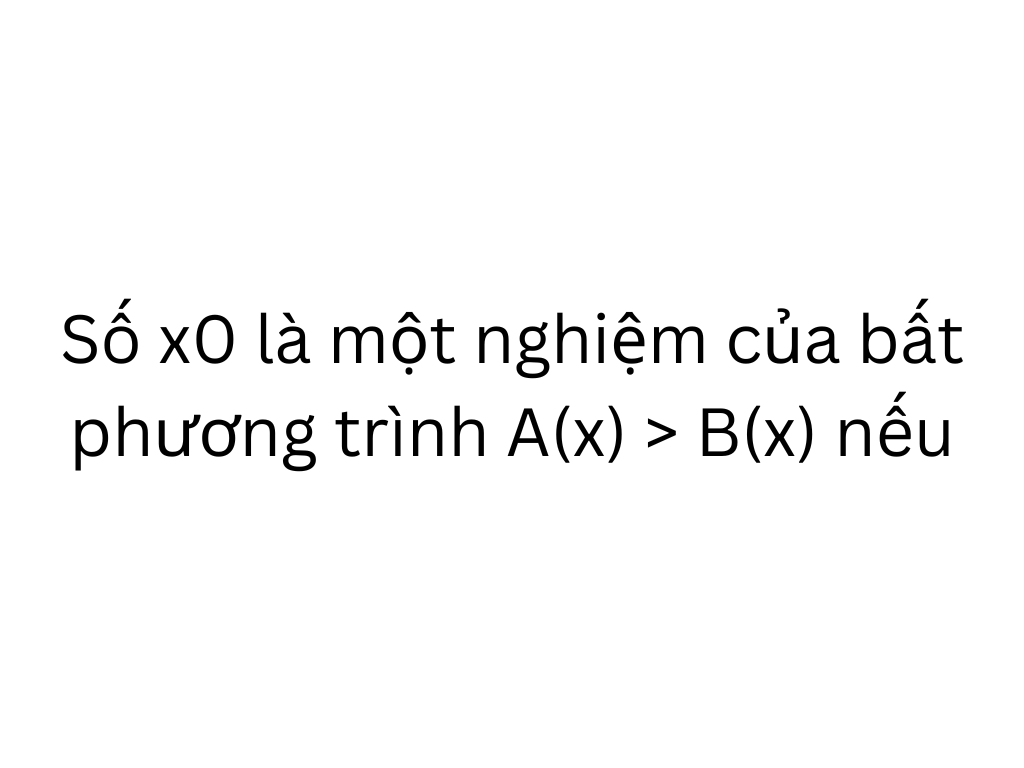 Số x0 là một nghiệm của bất
phương trình A(x) > B(x) nếu